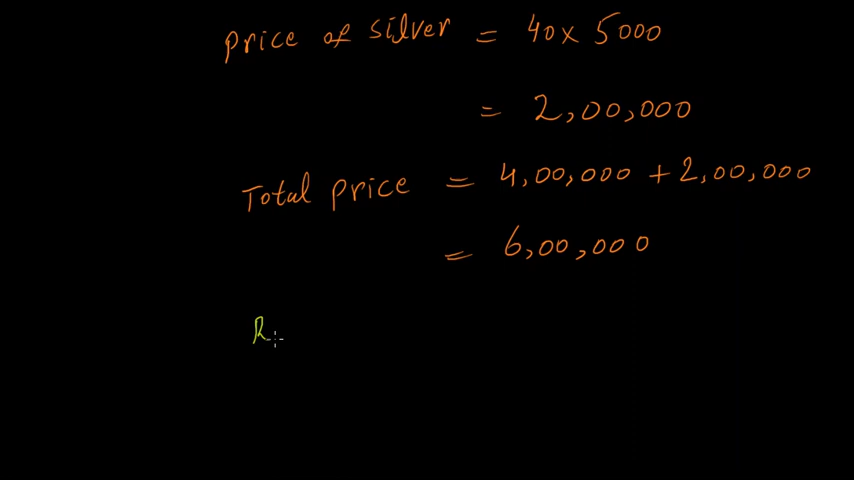 Price of silver = 40 x 5000
= 2,00,000
Total price = 4,00,000 + 2,00,000
= 6,00,000
R